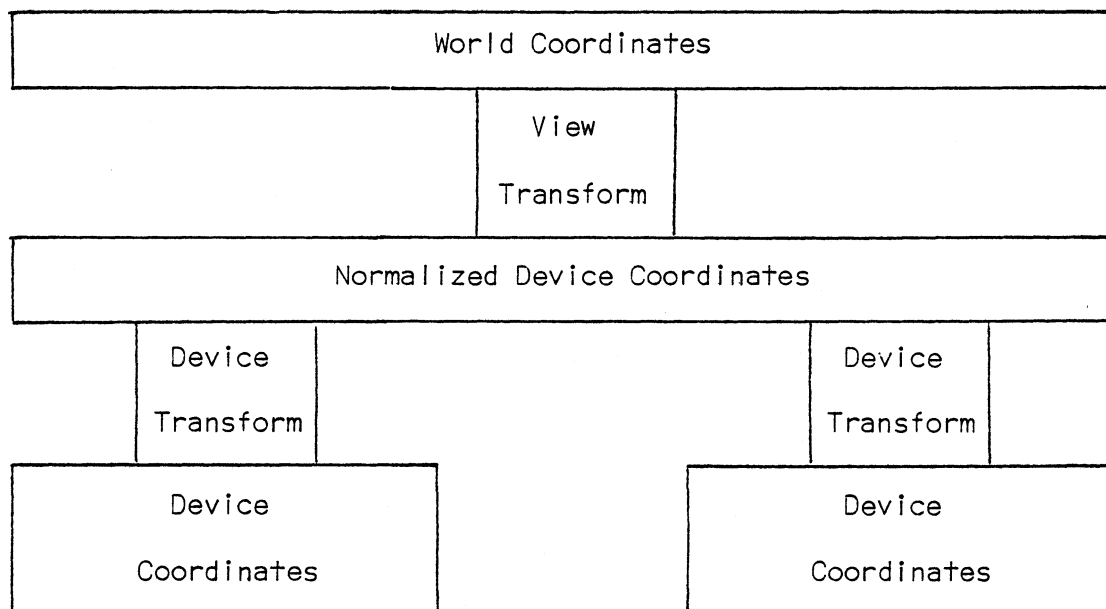 World Coordinates
View
Transform
Normalized Device Coordinates
Device
Transform
Device
Transform
Device
Coordinates
Device
Coordinates